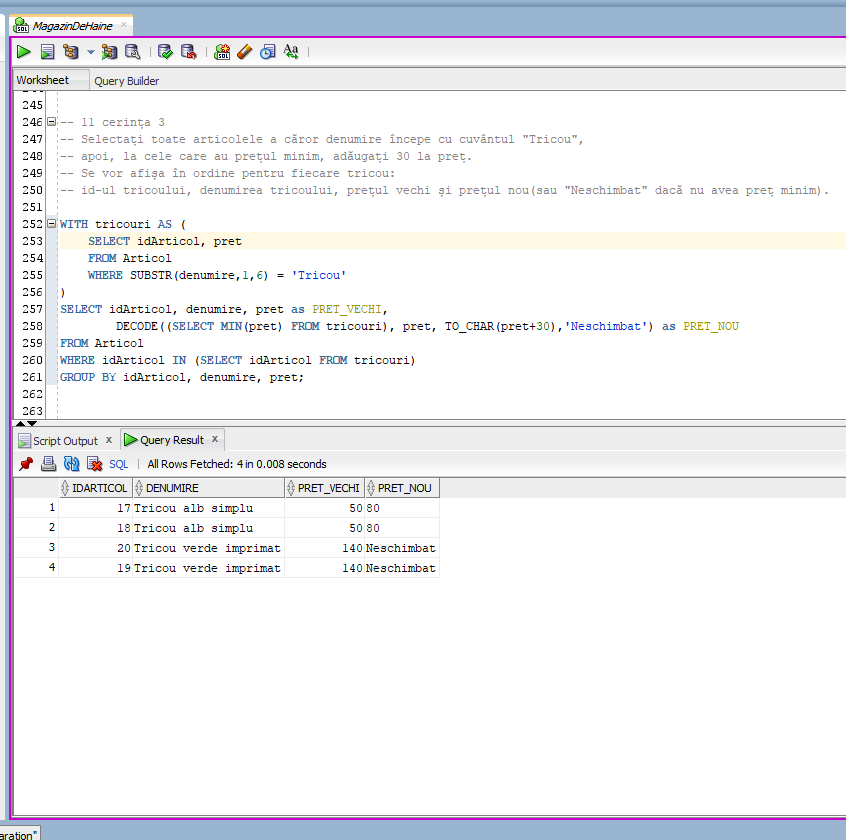 MagazinDeHaine
Worksheet Query Builder
245
246 -- 11 cerința 3
247 -- Selectați toate articolele a căror denumire începe cu cuvântul "Tricou",
248 -- apoi, la cele care au prețul minim, adăugați 30 la preț.
249 -- Se vor afișa în ordine pentru fiecare tricou:
250 -- id-ul tricoului, denumirea tricoului, prețul vechi și prețul nou(sau "Neschimbat" dacă nu avea preț minim).
251
252 WITH tricouri AS (
253 SELECT idArticol, pret
254 FROM Articol
255 WHERE SUBSTR(denumire,1,6) = 'Tricou'
256 )
257 SELECT idArticol, denumire, pret as PRET_VECHI,
258 DECODE((SELECT MIN(pret) FROM tricouri), pret, TO_CHAR(pret+30),'Neschimbat') as PRET_NOU
259 FROM Articol
260 WHERE idArticol IN (SELECT idArticol FROM tricouri)
261 GROUP BY idArticol, denumire, pret;
262
263
Script Output x Query Result x
SQL | All Rows Fetched: 4 in 0.008 seconds
IDARTICOL DENUMIRE PRET_VECHI PRET_NOU
1 17 Tricou alb simplu 50 80
2 18 Tricou alb simplu 50 80
3 20 Tricou verde imprimat 140 Neschimbat
4 19 Tricou verde imprimat 140 Neschimbat